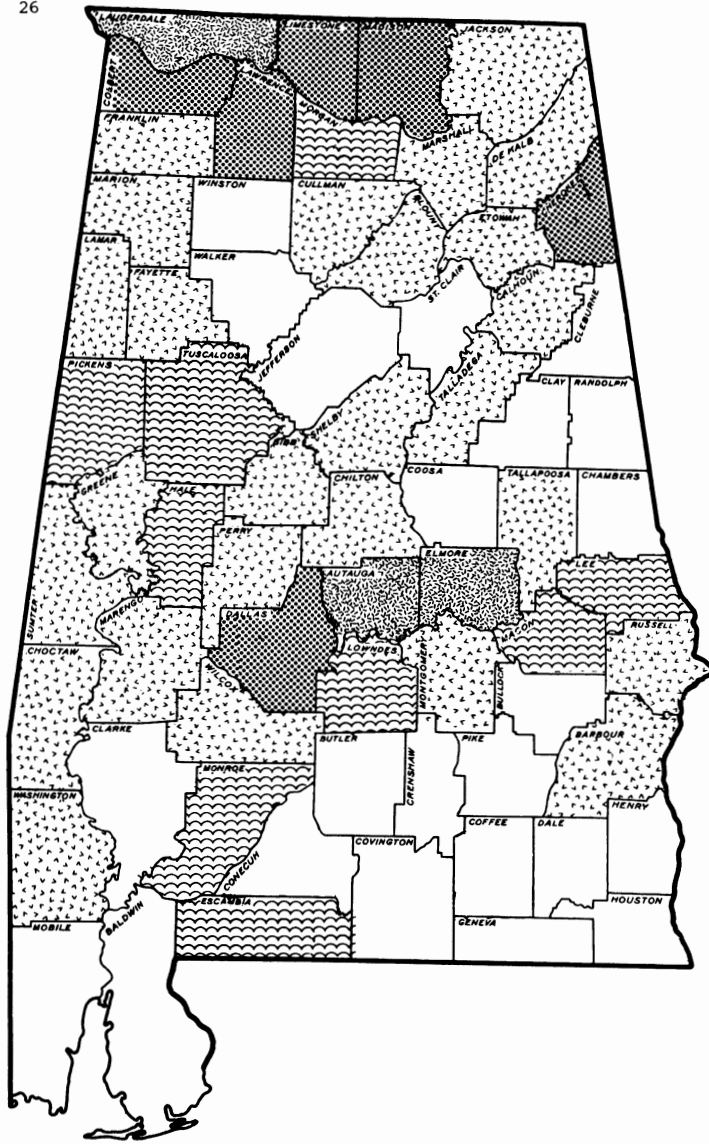 26
LAUDERDALE
LIMESTONE
MADISON
JACKSON
COLBERT
LAWRENCE
MORGAN
FRANKLIN
MARSHALL
DE KALB
CHEROKEE
MARION
WINSTON
CULLMAN
BLOUNT
ETOWAH
LAMAR
WALKER
FAYETTE
ST. CLAIR
CALHOUN
CLEBURNE
JEFFERSON
TUSCALOOSA
PICKENS
TALLADEGA
CLAY
RANDOLPH
BIBB
SHELBY
GREENE
HALE
CHILTON
COOSA
TALLAPOOSA
CHAMBERS
PERRY
ELMORE
LEE
AUTAUGA
SUMTER
MARENGO
DALLAS
MACON
RUSSELL
CHOCTAW
LOWNDES
MONTGOMERY
BULLOCK
WILCOX
CLARKE
BUTLER
CRENSHAW
PIKE
BARBOUR
MONROE
WASHINGTON
HENRY
COFFEE
DALE
COVINGTON
CONECUH
ESCAMBIA
HOUSTON
BALDWIN
MOBILE
GENEVA